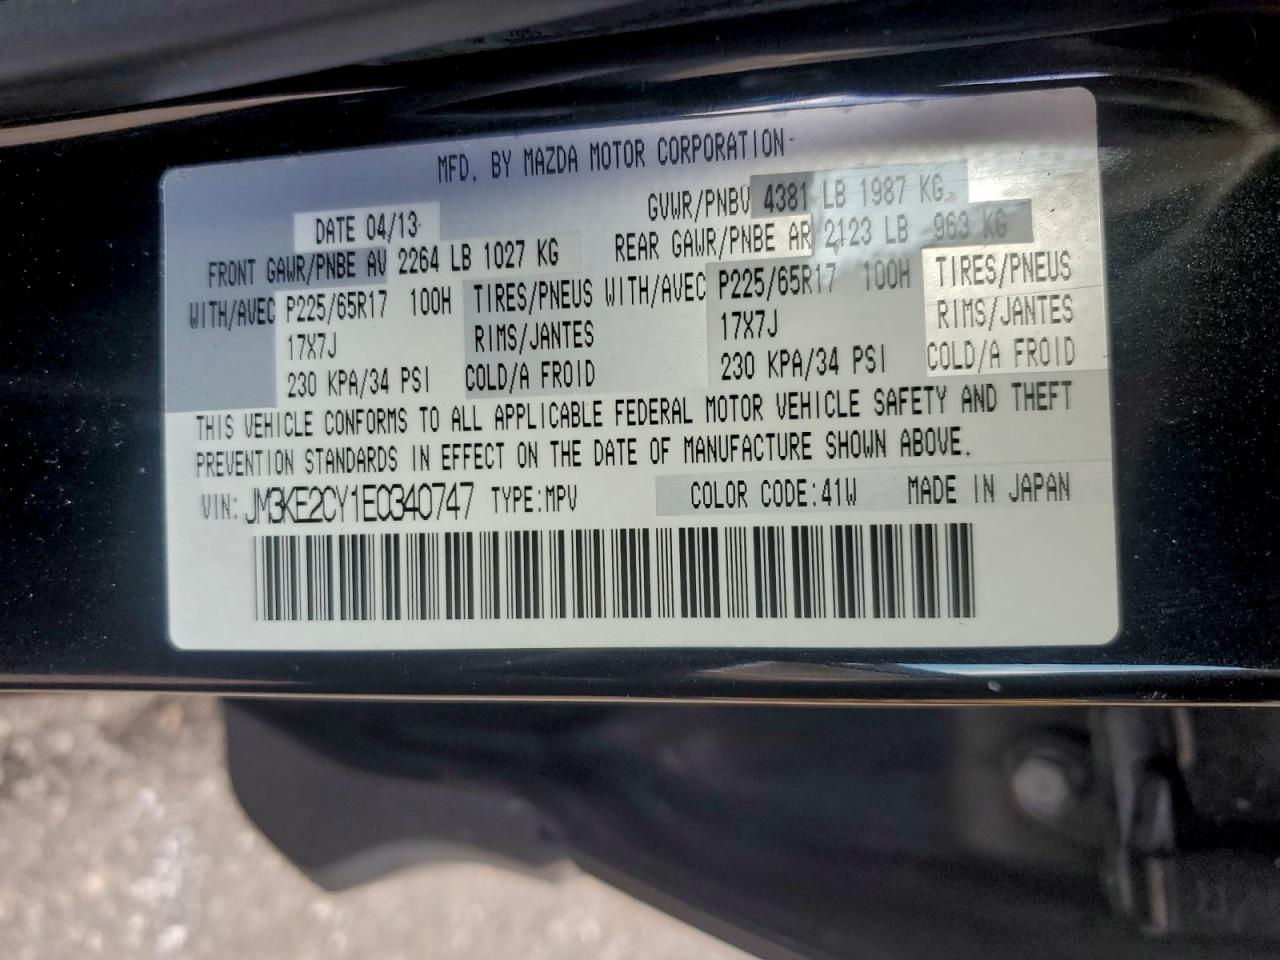 MFD. BY MAZDA MOTOR CORPORATION
DATE 04/13 GVWR/PNBV 4381 LB 1987 KG
FRONT GAWR/PNBE AV 2264 LB 1027 KG REAR GAWR/PNBE AR 2123 LB 963 KG
WITH/AVEC P225/65R17 100H TIRES/PNEUS WITH/AVEC P225/65R17 100H TIRES/PNEUS
17X7J RIMS/JANTES 17X7J RIMS/JANTES
230 KPA/34 PSI COLD/A FROID 230 KPA/34 PSI COLD/A FROID
THIS VEHICLE CONFORMS TO ALL APPLICABLE FEDERAL MOTOR VEHICLE SAFETY AND THEFT
PREVENTION STANDARDS IN EFFECT ON THE DATE OF MANUFACTURE SHOWN ABOVE.
VIN: JM3KE2CY1E0340747 TYPE:MPV COLOR CODE:41W MADE IN JAPAN